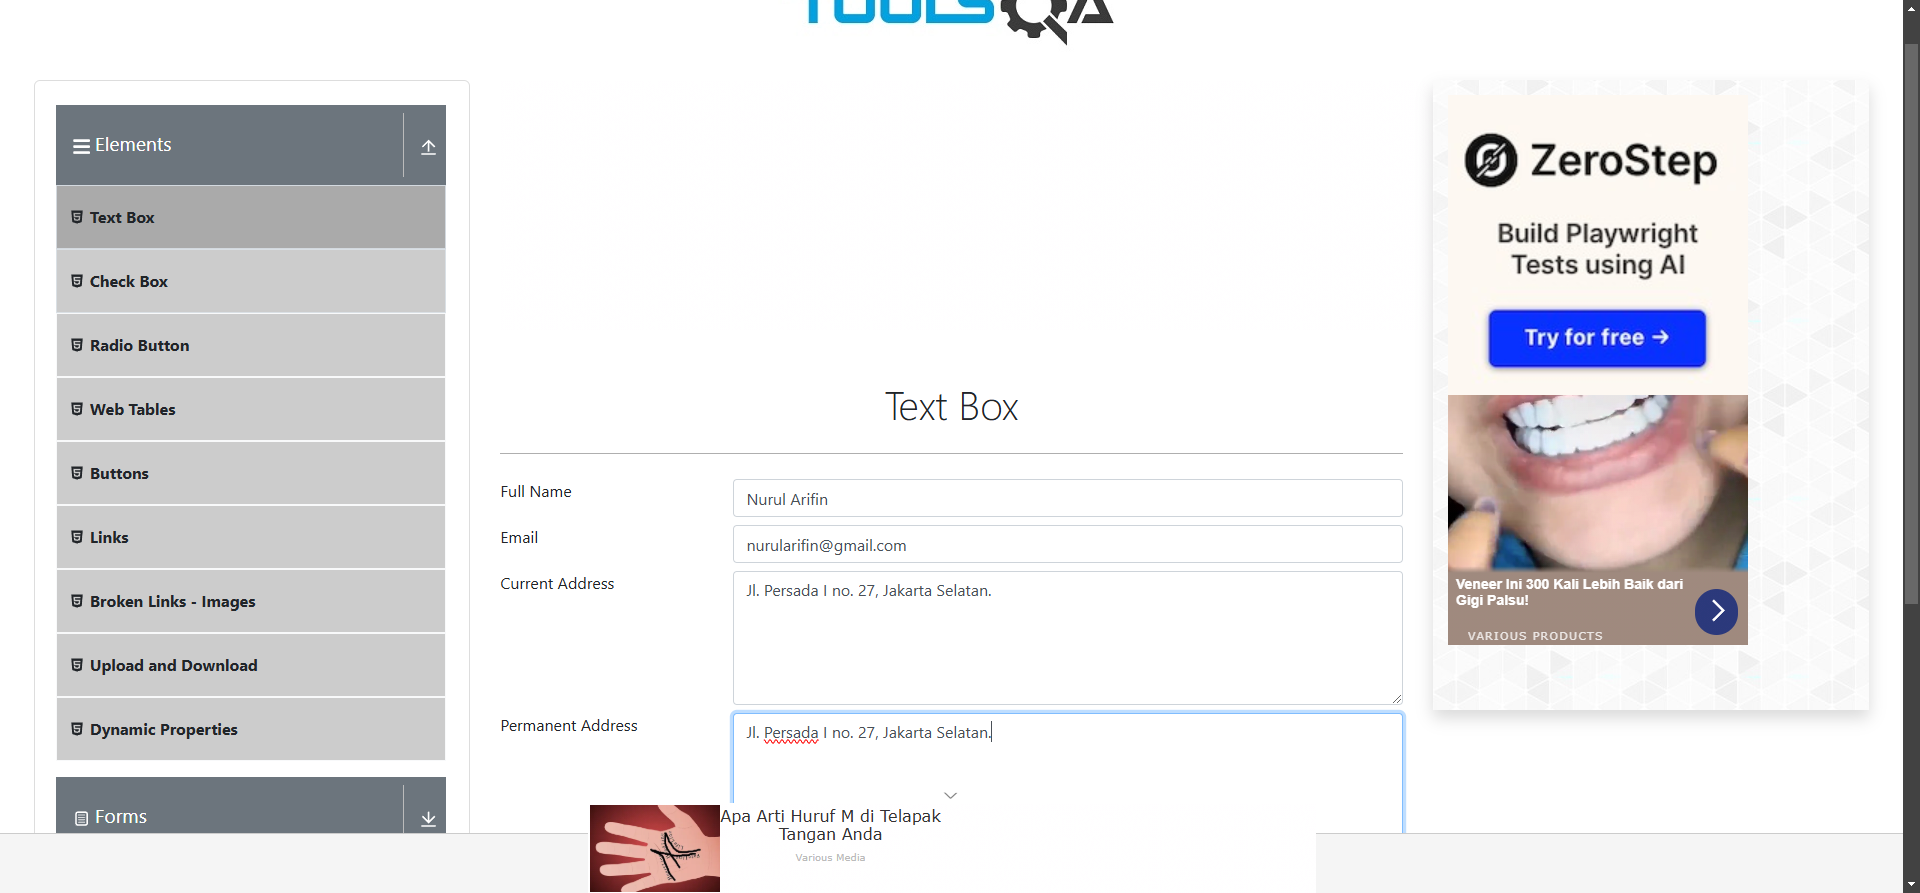 TOOLSQA
Elements
Text Box
Check Box
Radio Button
Web Tables
Buttons
Links
Broken Links - Images
Upload and Download
Dynamic Properties
Forms
Text Box
Full Name
Nurul Arifin
Email
nurularifin@gmail.com
Current Address
Jl. Persada I no. 27, Jakarta Selatan.
Permanent Address
Jl. Persada I no. 27, Jakarta Selatan.
Apa Arti Huruf M di Telapak
Tangan Anda
Various Media
ZeroStep
Build Playwright
Tests using AI
Try for free →
Veneer Ini 300 Kali Lebih Baik dari
Gigi Palsu!
VARIOUS PRODUCTS